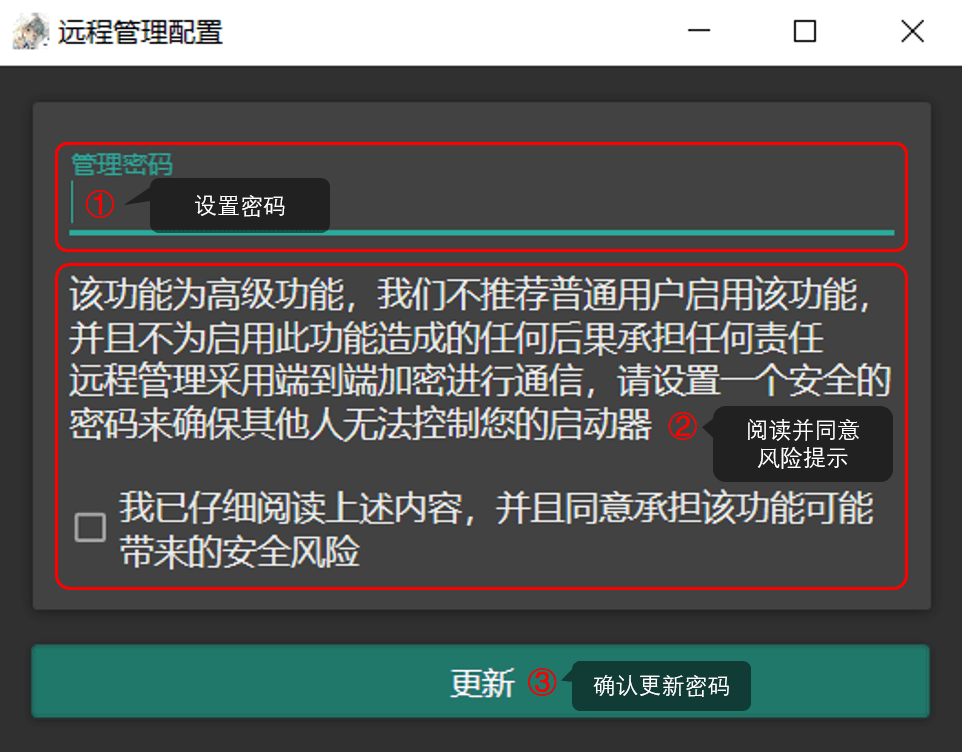 远程管理配置
管理密码
① 设置密码
该功能为高级功能，我们不推荐普通用户启用该功能，
并且不为启用此功能造成的任何后果承担任何责任
远程管理采用端到端加密进行通信，请设置一个安全的
密码来确保其他人无法控制您的启动器 ②
阅读并同意
风险提示
我已仔细阅读上述内容，并且同意承担该功能可能
带来的安全风险
更新 ③ 确认更新密码